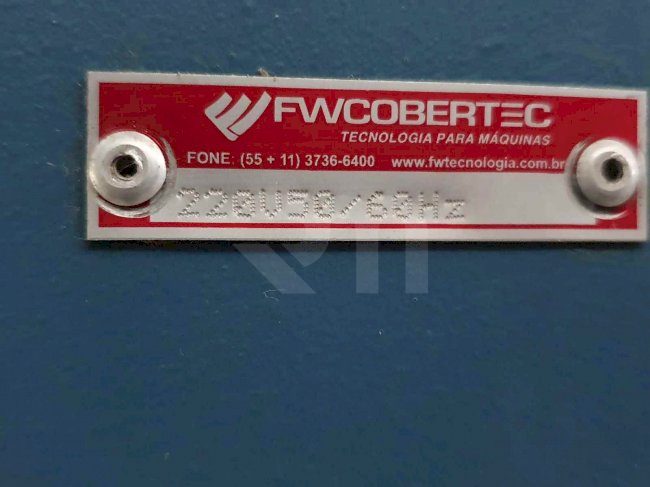 FWCOBERTEC
TECNOLOGIA PARA MÁQUINAS
FONE: (55 + 11) 3736-6400 www.fwtecnologia.com.br
220V50/60Hz